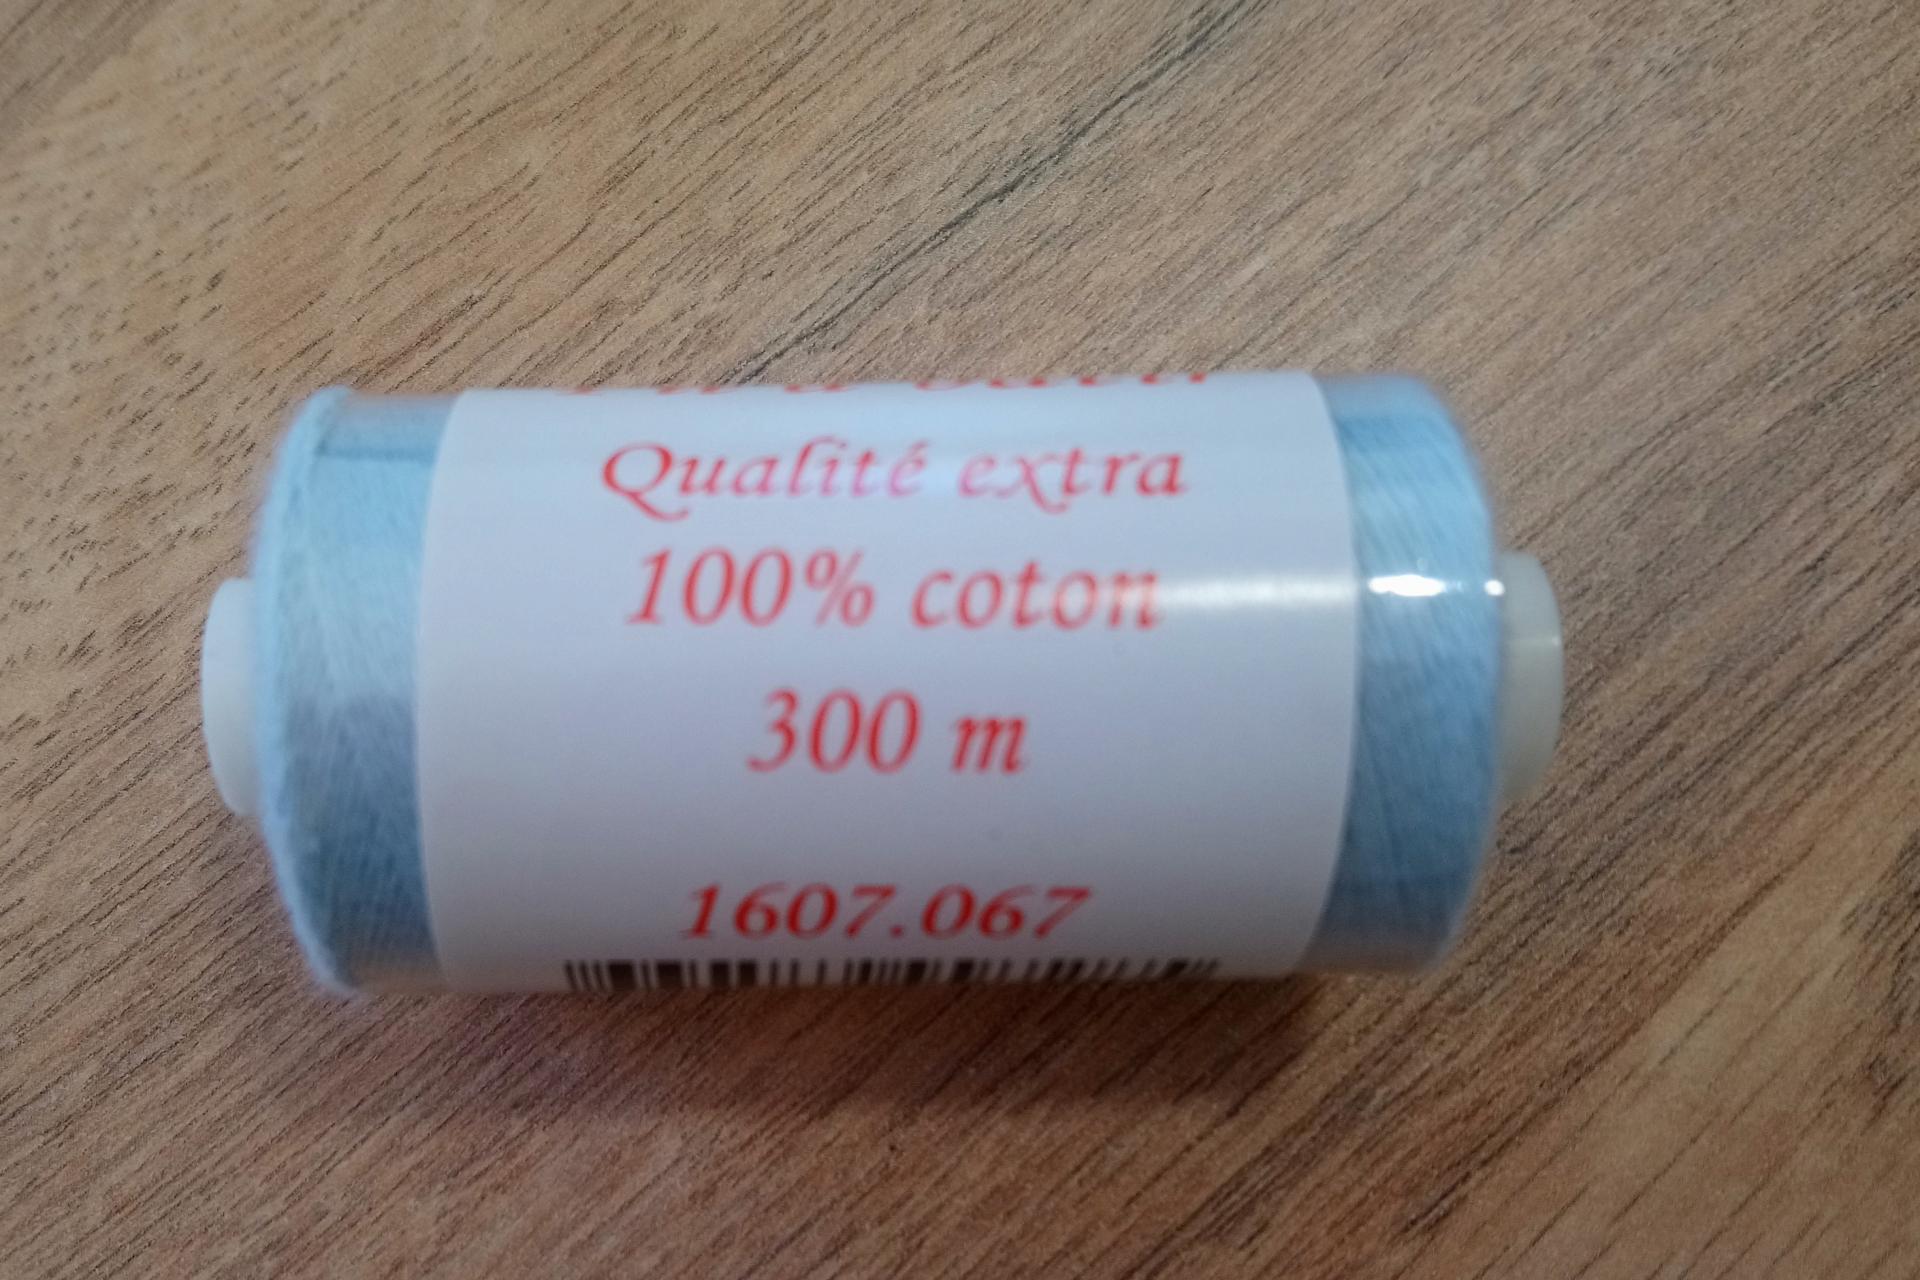 Qualité extra
100% coton
300 m
1607.067